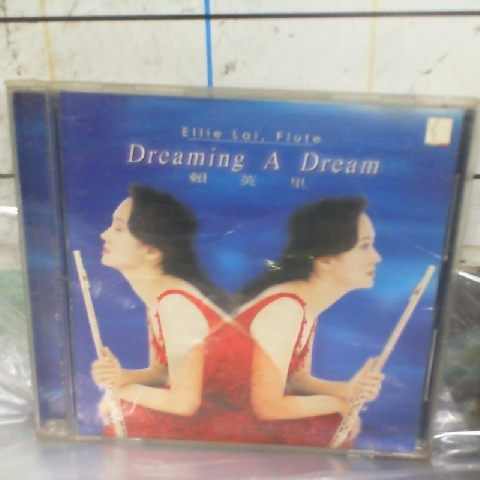 Ellie Lai, Flute
Dreaming A Dream
賴英里